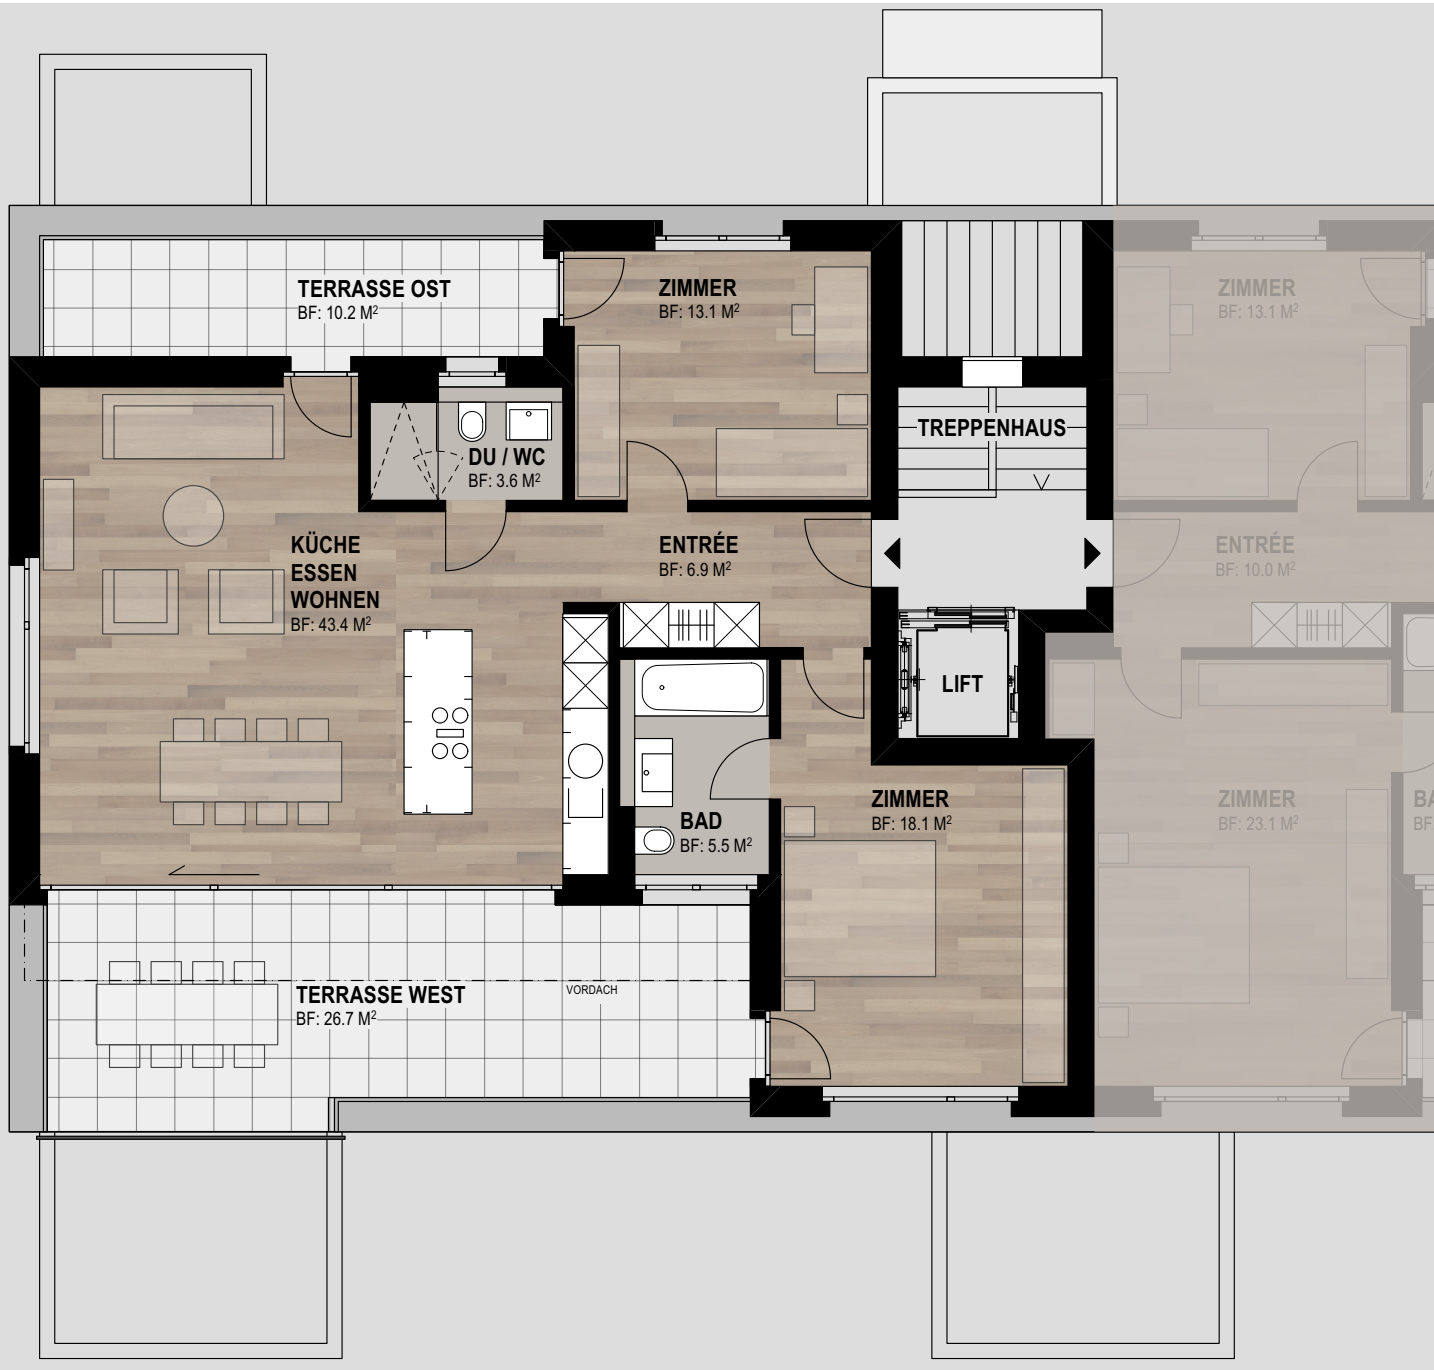 TERRASSE OST
BF: 10.2 M²
ZIMMER
BF: 13.1 M²
ZIMMER
BF: 13.1 M²
TREPPENHAUS
DU / WC
BF: 3.6 M²
KÜCHE
ESSEN
WOHNEN
BF: 43.4 M²
ENTRÉE
BF: 6.9 M²
ENTRÉE
BF: 10.0 M²
LIFT
BAD
BF: 5.5 M²
ZIMMER
BF: 18.1 M²
ZIMMER
BF: 23.1 M²
BA
BF
TERRASSE WEST
BF: 26.7 M²
VORDACH